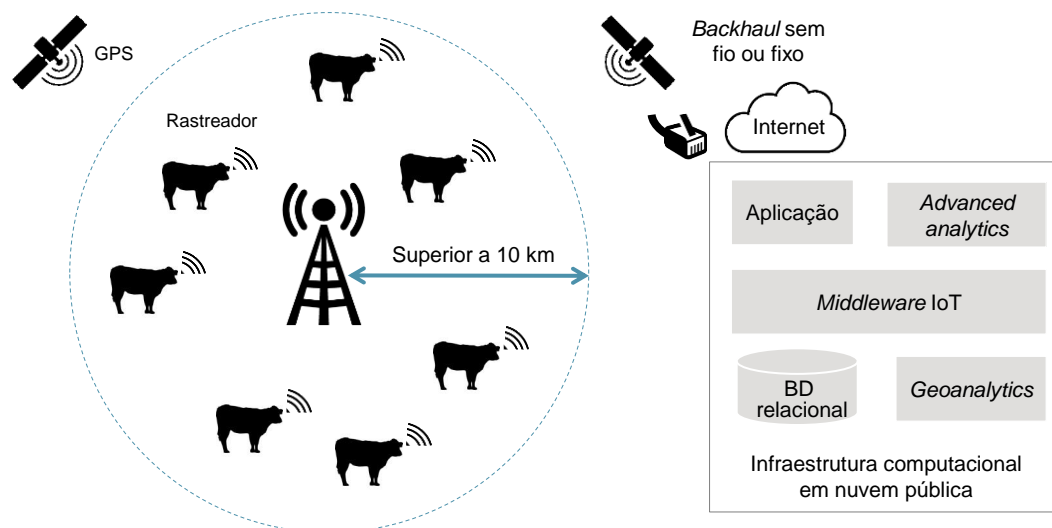 GPS
Backhaul sem
fio ou fixo
Rastreador
Internet
Superior a 10 km
Aplicação
Advanced
analytics
Middleware IoT
BD
relacional
Geoanalytics
Infraestrutura computacional
em nuvem pública